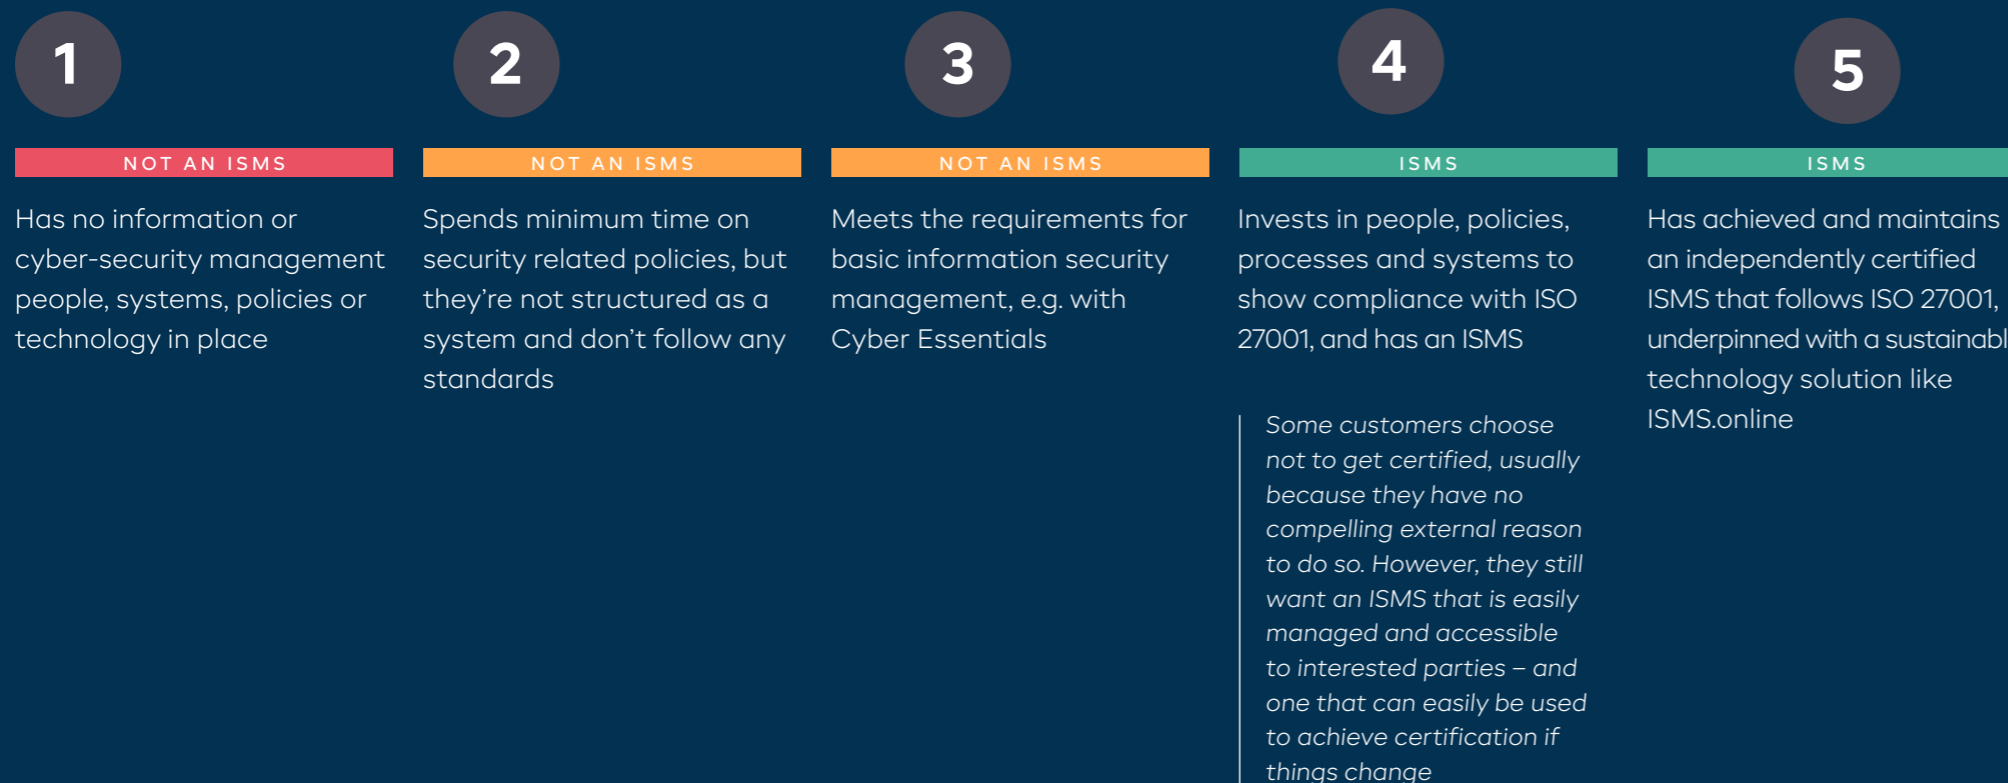 1
NOT AN ISMS
Has no information or
cyber-security management
people, systems, policies or
technology in place
2
NOT AN ISMS
Spends minimum time on
security related policies, but
they're not structured as a
system and don't follow any
standards
3
NOT AN ISMS
Meets the requirements for
basic information security
management, e.g. with
Cyber Essentials
4
ISMS
Invests in people, policies,
processes and systems to
show compliance with ISO
27001, and has an ISMS
Some customers choose
not to get certified, usually
because they have no
compelling external reason
to do so. However, they still
want an ISMS that is easily
managed and accessible
to interested parties – and
one that can easily be used
to achieve certification if
things change
5
ISMS
Has achieved and maintains
an independently certified
ISMS that follows ISO 27001,
underpinned with a sustainabl
technology solution like
ISMS.online